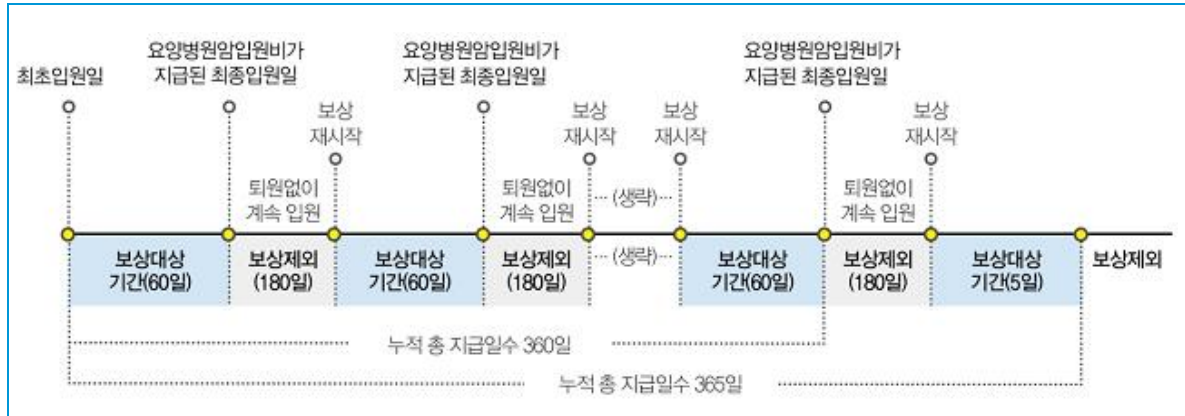 최초입원일
요양병원암입원비가
지급된 최종입원일
보상
재시작
요양병원암입원비가
지급된 최종입원일
보상
재시작
보상
재시작
요양병원암입원비가
지급된 최종입원일
보상
재시작
퇴원없이
계속 입원
퇴원없이
계속 입원
··· (생략) ···
퇴원없이
계속 입원
보상대상
기간(60일)
보상제외
(180일)
보상대상
기간(60일)
보상제외
(180일)
··· (생략) ···
보상대상
기간(60일)
보상제외
(180일)
보상대상
기간(5일)
보상제외
누적 총 지급일수 360일
누적 총 지급일수 365일